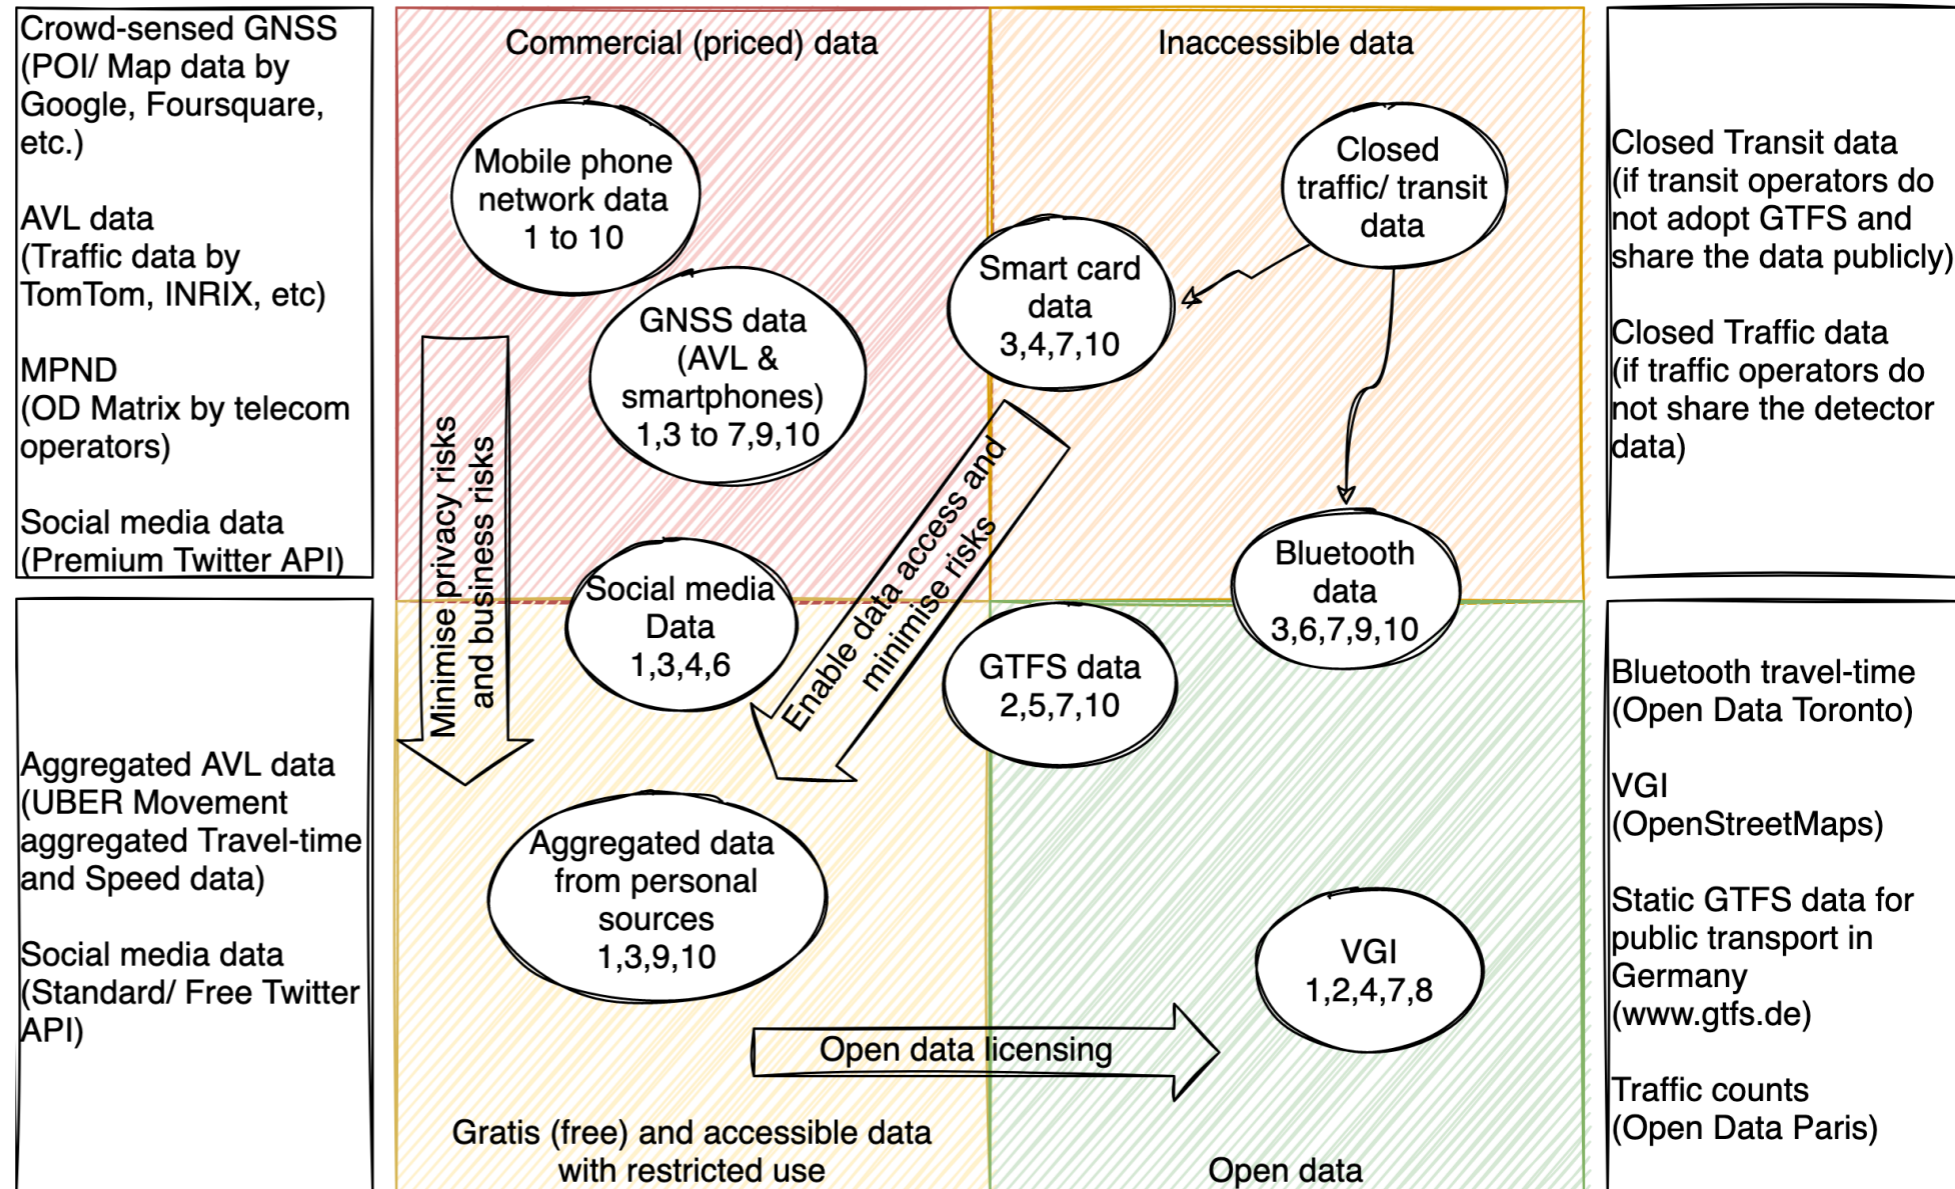 Crowd-sensed GNSS
(POI/ Map data by
Google, Foursquare,
etc.)
AVL data
(Traffic data by
TomTom, INRIX, etc)
MPND
(OD Matrix by telecom
operators)
Social media data
(Premium Twitter API)
Aggregated AVL data
(UBER Movement
aggregated Travel-time
and Speed data)
Social media data
(Standard/ Free Twitter
API)
Commercial (priced) data
Mobile phone
network data
1 to 10
GNSS data
(AVL &
smartphones)
1,3 to 7,9,10
Minimise privacy risks
and business risks
Social media
Data
1,3,4,6
Enable data access and
minimise risks
Aggregated data
from personal
sources
1,3,9,10
Open data licensing
Gratis (free) and accessible data
with restricted use
Inaccessible data
Closed
traffic/ transit
data
Smart card
data
3,4,7,10
Bluetooth
data
3,6,7,9,10
GTFS data
2,5,7,10
VGI
1,2,4,7,8
Open data
Closed Transit data
(if transit operators do
not adopt GTFS and
share the data publicly)
Closed Traffic data
(if traffic operators do
not share the detector
data)
Bluetooth travel-time
(Open Data Toronto)
VGI
(OpenStreetMaps)
Static GTFS data for
public transport in
Germany
(www.gtfs.de)
Traffic counts
(Open Data Paris)